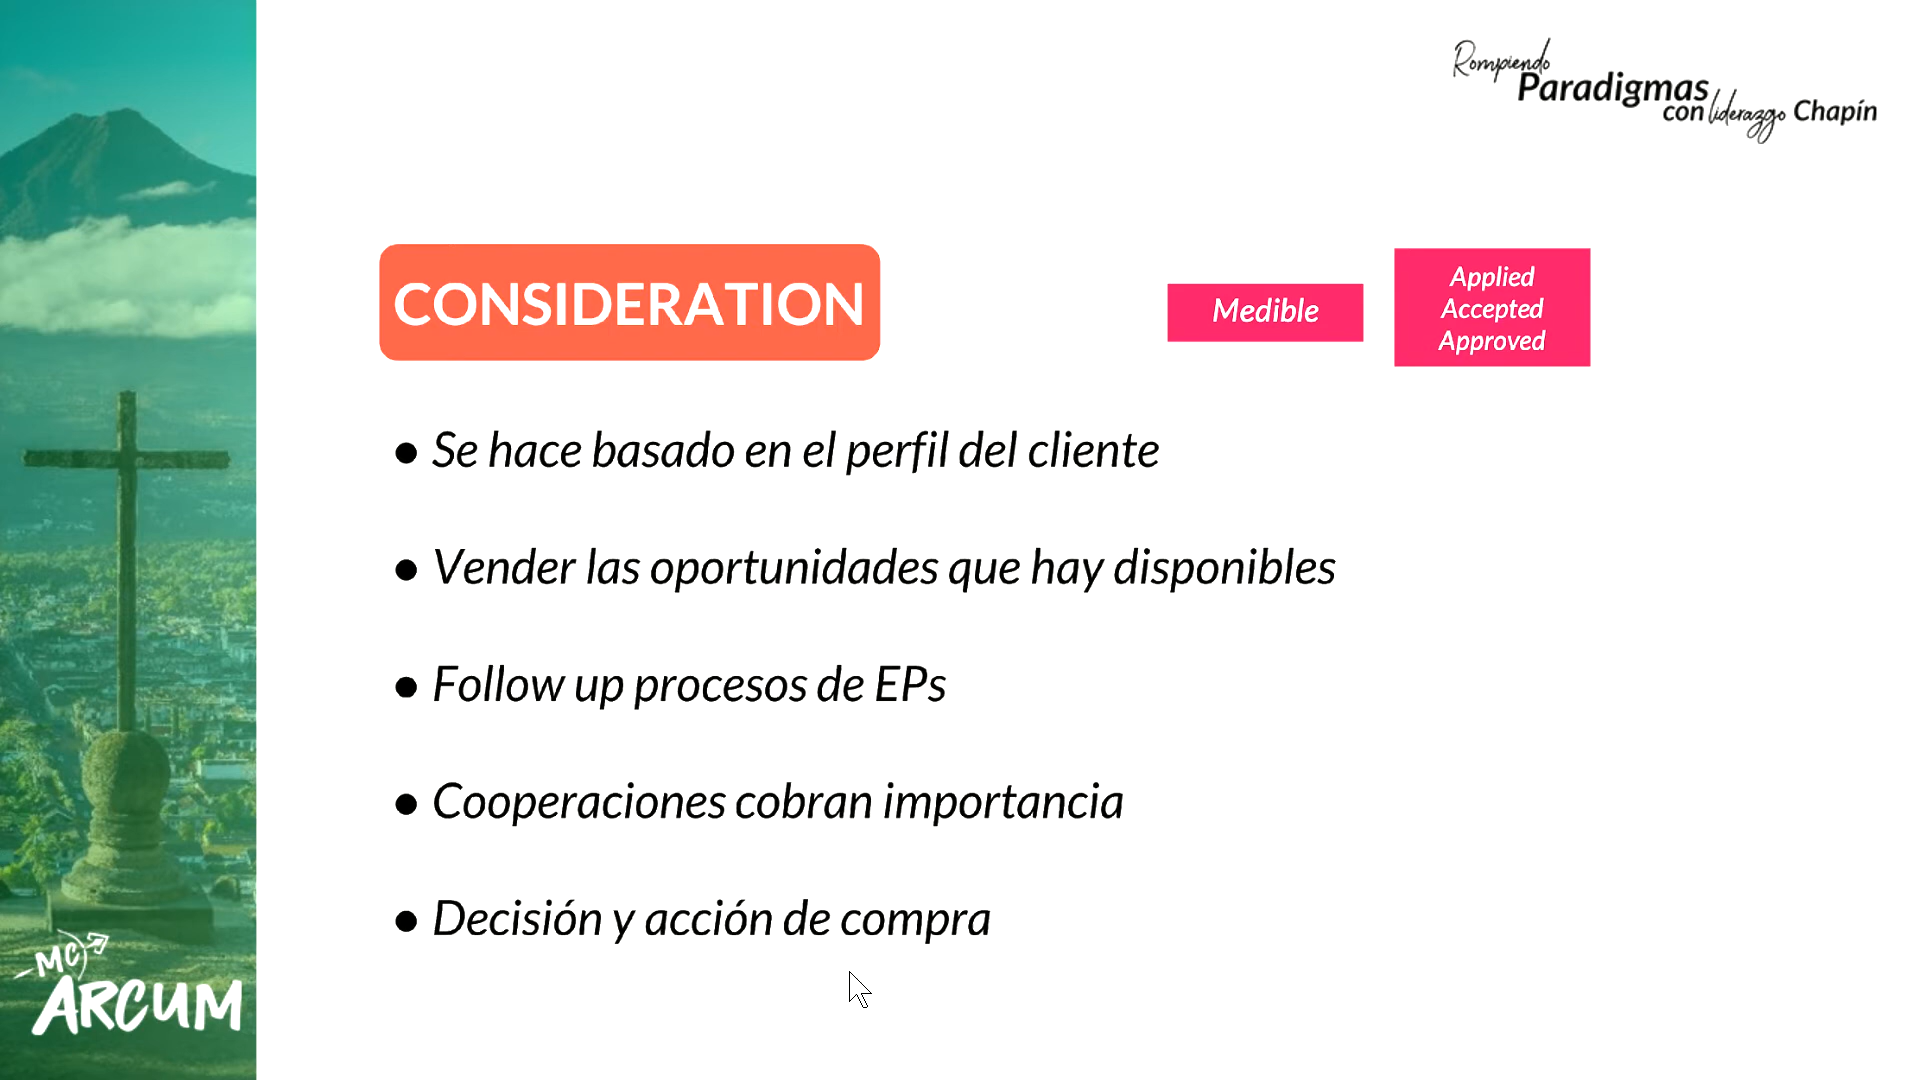 Rompiendo
Paradigmas
con liderazgo Chapín
CONSIDERATION
Medible
Applied
Accepted
Approved
● Se hace basado en el perfil del cliente
● Vender las oportunidades que hay disponibles
● Follow up procesos de EPs
● Cooperaciones cobran importancia
● Decisión y acción de compra
MC
ARCUM